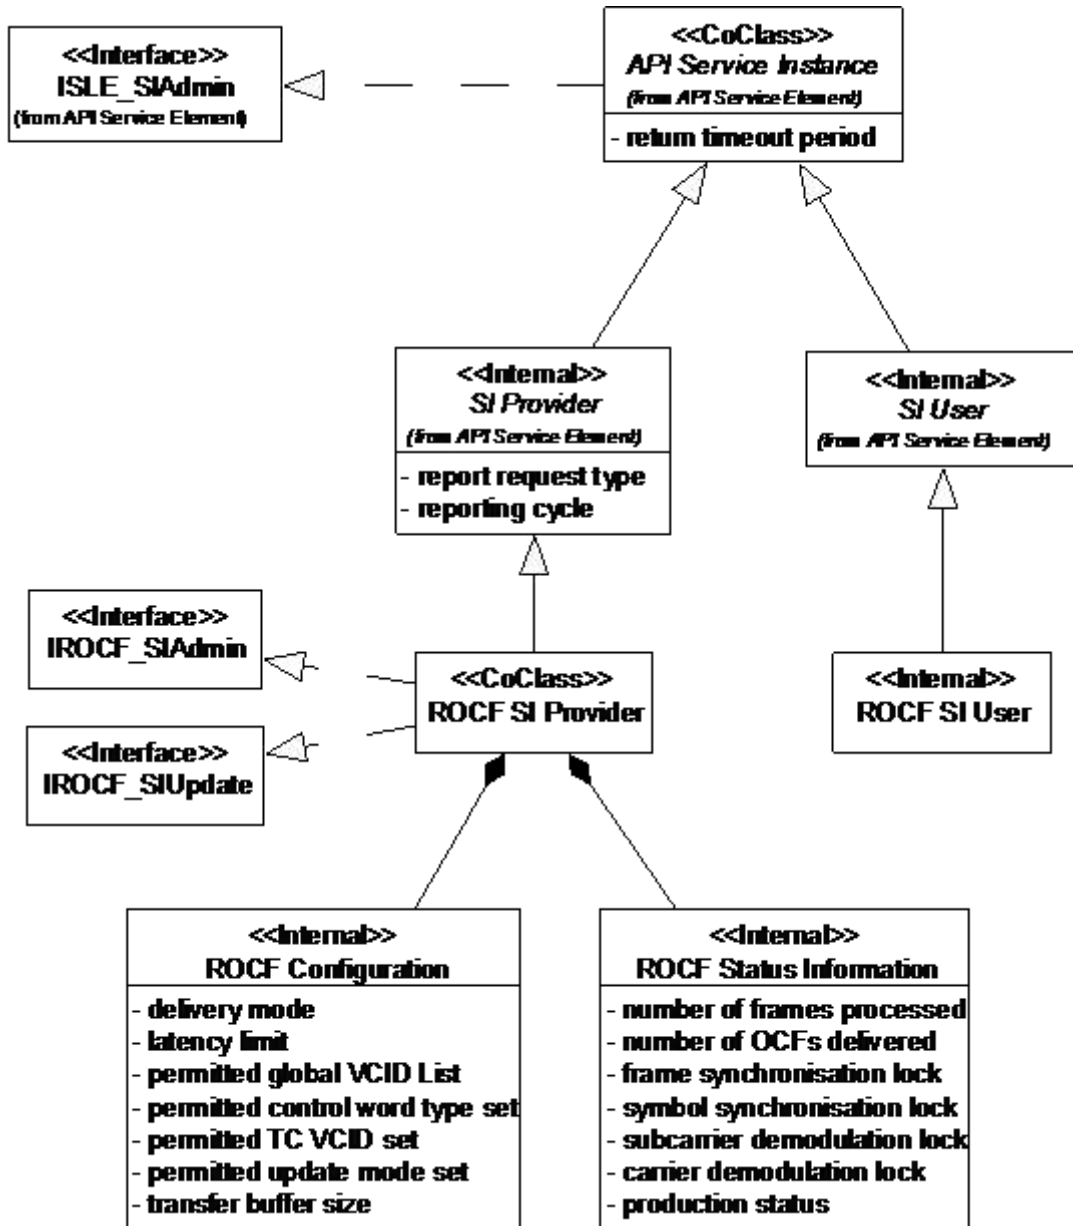 <<Interface>>
ISLE_SIAdmin
(from API Service Element)
<<CoClass>>
API Service Instance
(from API Service Element)
- return timeout period
<<Internal>>
SI Provider
(from API Service Element)
- report request type
- reporting cycle
<<Internal>>
SI User
(from API Service Element)
<<Interface>>
IROCF_SIAdmin
<<CoClass>>
ROCF SI Provider
<<Internal>>
ROCF SI User
<<Interface>>
IROCF_SIUpdate
<<Internal>>
ROCF Configuration
- delivery mode
- latency limit
- permitted global VCID List
- permitted control word type set
- permitted TC VCID set
- permitted update mode set
- transfer buffer size
<<Internal>>
ROCF Status Information
- number of frames processed
- number of OCFs delivered
- frame synchronisation lock
- symbol synchronisation lock
- subcarrier demodulation lock
- carrier demodulation lock
- production status